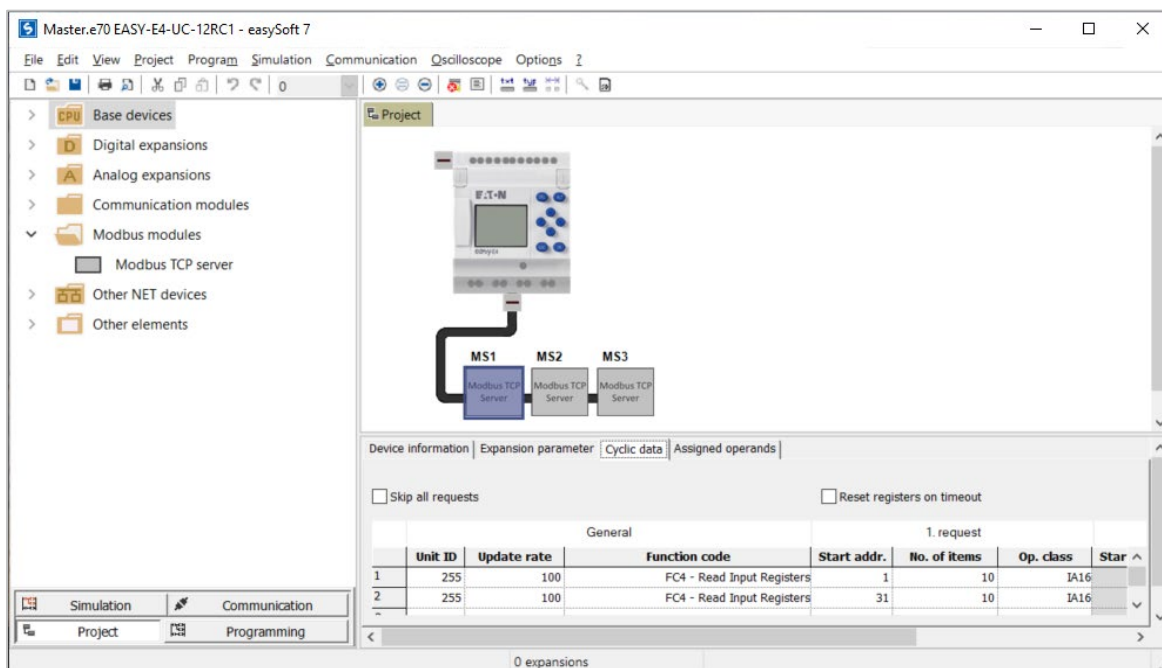 Master.e70 EASY-E4-UC-12RC1 - easySoft 7
File Edit View Project Program Simulation Communication Oscilloscope Options ?
0
CPU Base devices
D Digital expansions
A Analog expansions
Communication modules
Modbus modules
Modbus TCP server
Other NET devices
Other elements
Simulation Communication
Project Programming
Project
EATON
MS1 MS2 MS3
Modbus TCP Server
Modbus TCP Server
Modbus TCP Server
Device information Expansion parameter Cyclic data Assigned operands
Skip all requests Reset registers on timeout
General 1. request
Unit ID Update rate Function code Start addr. No. of items Op. class Star
1 255 100 FC4 - Read Input Registers 1 10 IA16
2 255 100 FC4 - Read Input Registers 31 10 IA16
0 expansions